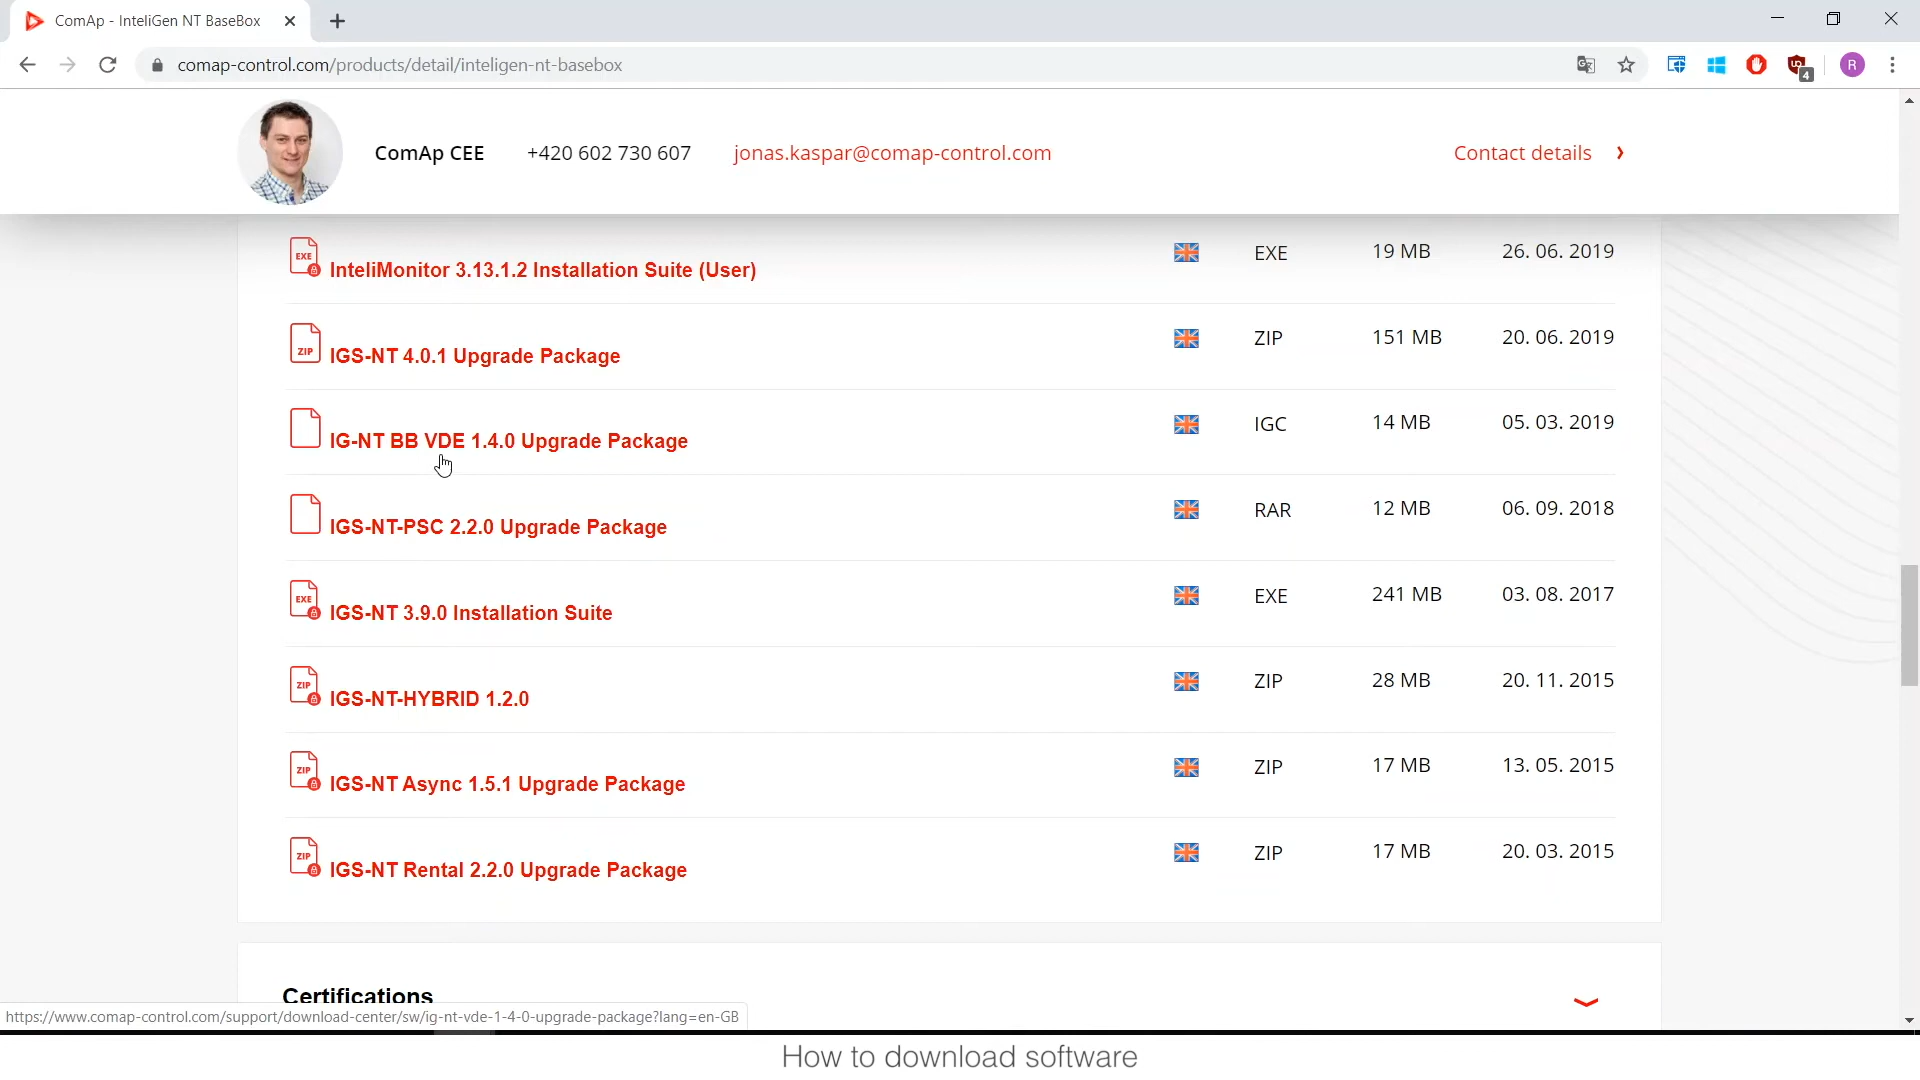 ComAp - InteliGen NT BaseBox
comap-control.com/products/detail/inteligen-nt-basebox
4
R
ComAp CEE +420 602 730 607 jonas.kaspar@comap-control.com Contact details
EXE InteliMonitor 3.13.1.2 Installation Suite (User) EXE 19 MB 26. 06. 2019
ZIP IGS-NT 4.0.1 Upgrade Package ZIP 151 MB 20. 06. 2019
IG-NT BB VDE 1.4.0 Upgrade Package IGC 14 MB 05. 03. 2019
IGS-NT-PSC 2.2.0 Upgrade Package RAR 12 MB 06. 09. 2018
EXE IGS-NT 3.9.0 Installation Suite EXE 241 MB 03. 08. 2017
ZIP IGS-NT-HYBRID 1.2.0 ZIP 28 MB 20. 11. 2015
ZIP IGS-NT Async 1.5.1 Upgrade Package ZIP 17 MB 13. 05. 2015
ZIP IGS-NT Rental 2.2.0 Upgrade Package ZIP 17 MB 20. 03. 2015
Certifications
https://www.comap-control.com/support/download-center/sw/ig-nt-vde-1-4-0-upgrade-package?lang=en-GB
How to download software